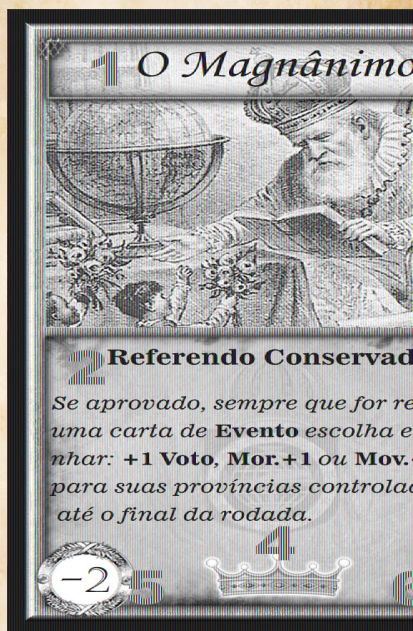 1 O Magnânimo
2 Referendo Conservad
Se aprovado, sempre que for re
uma carta de Evento escolha e
nhar: +1 Voto, Mor.+1 ou Mov.
para suas províncias controlad
até o final da rodada.
4
-2 5 6